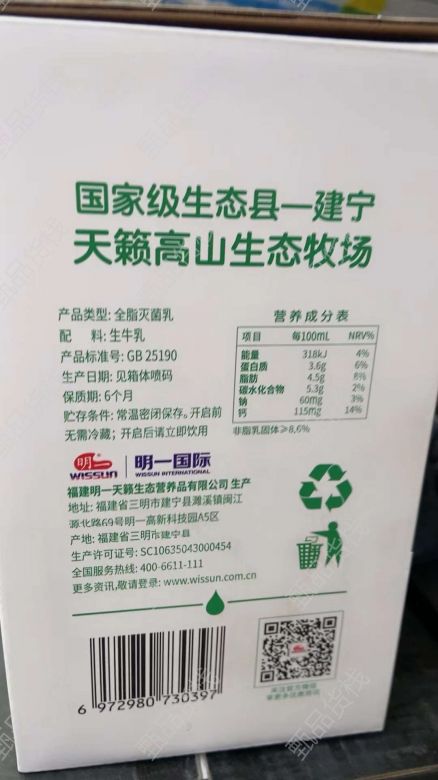 国家级生态县—建宁
天籁高山生态牧场
产品类型: 全脂灭菌乳
配 料: 生牛乳
产品标准号: GB 25190
生产日期: 见箱体喷码
保质期: 6个月
贮存条件: 常温密闭保存。开启前
无需冷藏；开启后请立即饮用
营养成分表
项目 每100mL NRV%
能量 318kJ 4%
蛋白质 3.6g 6%
脂肪 4.5g 8%
碳水化合物 5.3g 2%
钠 60mg 3%
钙 115mg 14%
非脂乳固体≥8.6%
明一 WISSUN 明一国际 WISSUN INTERNATIONAL
福建明一天籁生态营养品有限公司 生产
地址: 福建省三明市建宁县濉溪镇闽江
源北路69号明一高新科技园A5区
产地: 福建省三明市建宁县
生产许可证号: SC10635043000454
全国服务热线: 400-6611-111
更多资讯,敬请登录: www.wissun.com.cn
6 972980 730397
关注官方微信
甄品货栈